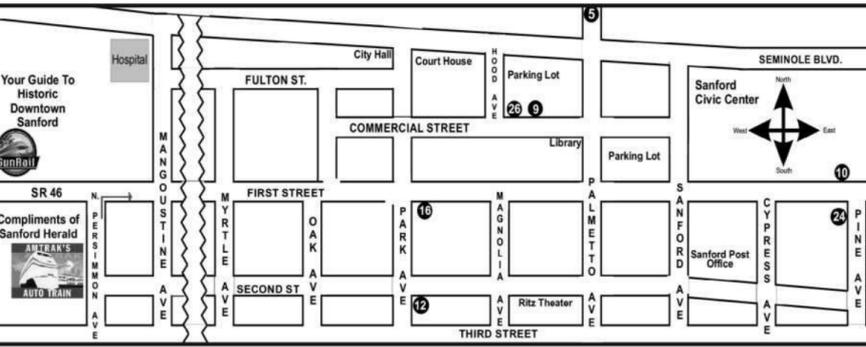 5
Hospital
City Hall
Court House
HOOD AVE
Parking Lot
SEMINOLE BLVD.
Your Guide To
Historic
Downtown
Sanford
FULTON ST.
26 9
Sanford
Civic Center
North
West
East
South
COMMERCIAL STREET
Library
Parking Lot
SunRail
10
SR 46
N. PERSIMMON AVE
MANGOUSTINE AVE
MYRTLE AVE
FIRST STREET
OAK AVE
PARK AVE
16
MAGNOLIA AVE
PALMETTO AVE
SANFORD AVE
CYPRESS AVE
24
PINE AVE
Compliments of
Sanford Herald
AMTRAK'S
AUTO TRAIN
Sanford Post
Office
SECOND ST
12
Ritz Theater
THIRD STREET